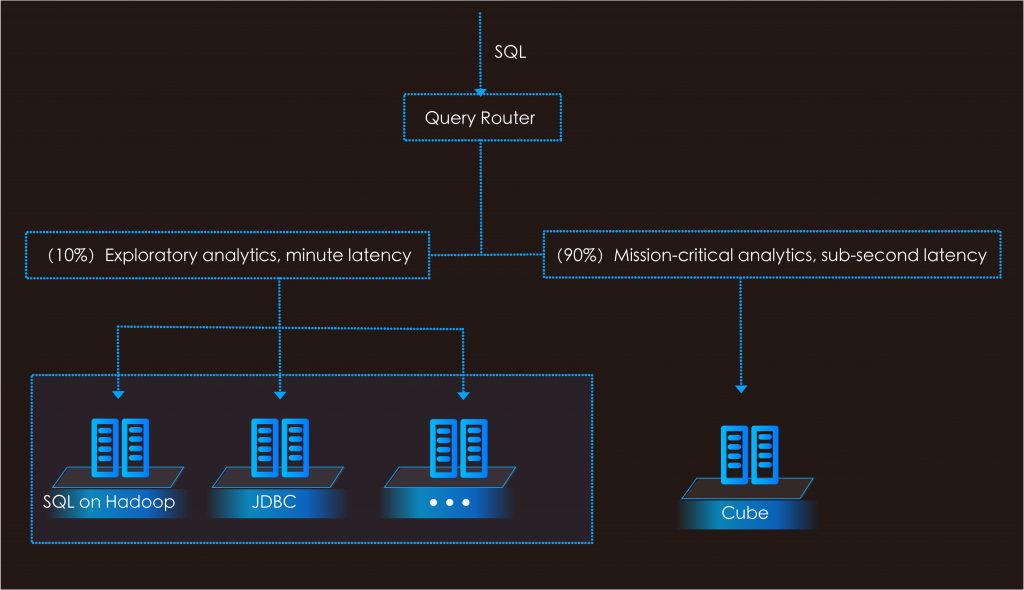 SQL
Query Router
（10%）Exploratory analytics, minute latency
（90%）Mission-critical analytics, sub-second latency
SQL on Hadoop
JDBC
• • •
Cube